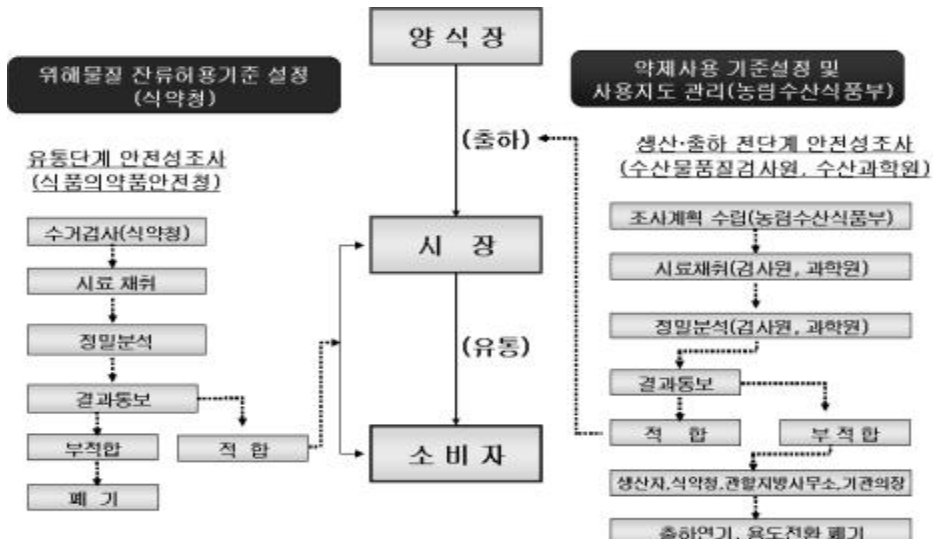 양 식 장
위해물질 잔류허용기준 설정
(식약청)
약제사용 기준설정 및
사용지도 관리(농림수산식품부)
(출하)
유통단계 안전성조사
(식품의약품안전청)
생산·출하 전단계 안전성조사
(수산물품질검사원, 수산과학원)
수거검사(식약청)
시료 채취
정밀분석
결과통보
부적합
적 합
폐 기
시 장
(유통)
소 비 자
조사계획 수립(농림수산식품부)
시료채취(검사원, 과학원)
정밀분석(검사원, 과학원)
결과통보
적 합
부 적 합
생산자,식약청,관할지방사무소,기관의장
출하연기, 용도전환 폐기